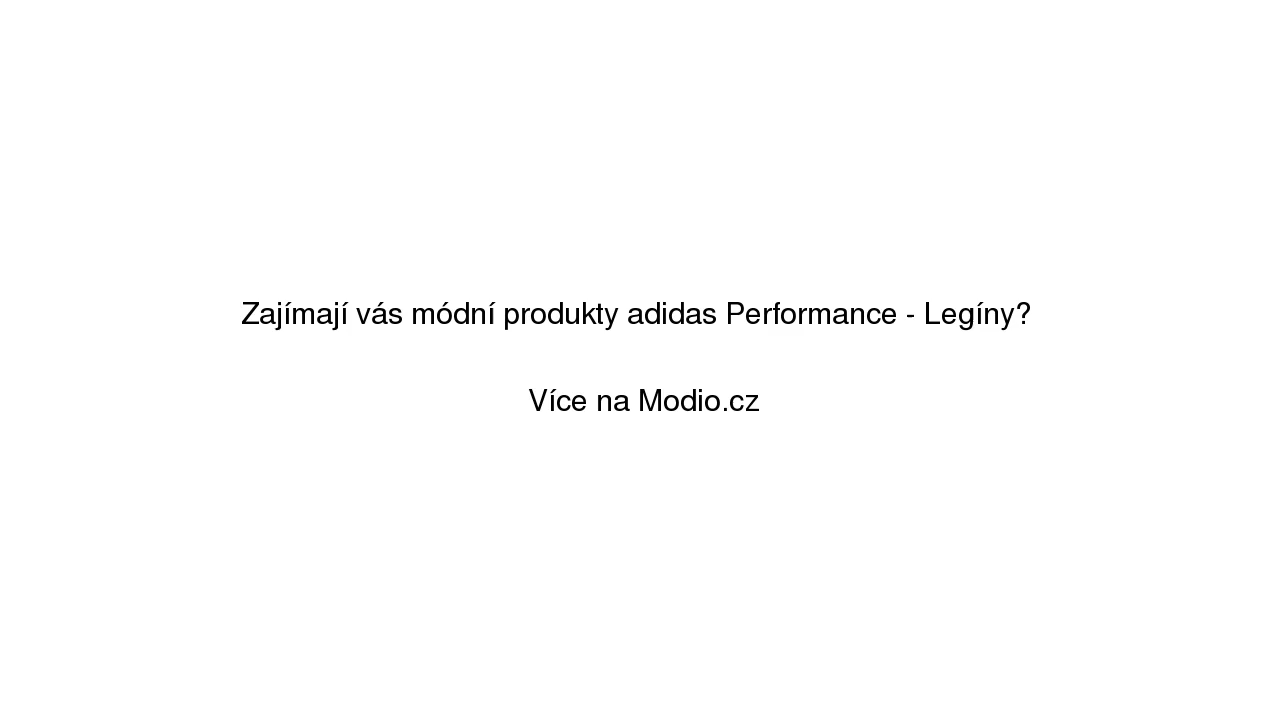 Zajímají vás módní produkty adidas Performance - Legíny?
Více na Modio.cz